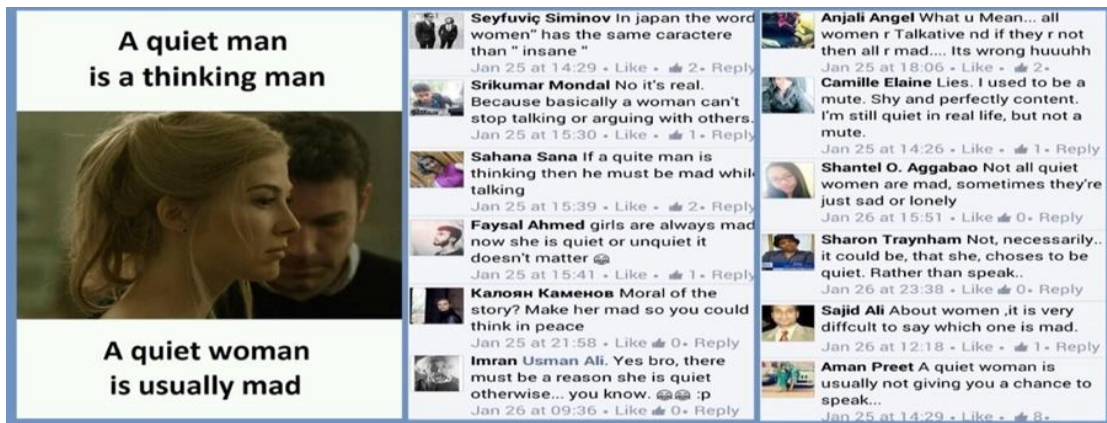 A quiet man
is a thinking man
A quiet woman
is usually mad
Seyfuviç Siminov In japan the word
women" has the same caractere
than " insane "
Jan 25 at 14:29 • Like • 2 • Reply
Srikumar Mondal No it's real.
Because basically a woman can't
stop talking or arguing with others.
Jan 25 at 15:30 • Like • 1 • Reply
Sahana Sana If a quite man is
thinking then he must be mad whil
talking
Jan 25 at 15:39 • Like • 2 • Reply
Faysal Ahmed girls are always mad
now she is quiet or unquiet it
doesn't matter 😂
Jan 25 at 15:41 • Like • 1 • Reply
Калоян Каменов Moral of the
story? Make her mad so you could
think in peace
Jan 25 at 21:58 • Like 0 • Reply
Imran Usman Ali. Yes bro, there
must be a reason she is quiet
otherwise... you know. 😂😂 :p
Jan 26 at 09:36 • Like 0 • Reply
Anjali Angel What u Mean... all
women r Talkative nd if they r not
then all r mad.... Its wrong huuuhh
Jan 25 at 18:06 • Like • 2 •
Camille Elaine Lies. I used to be a
mute. Shy and perfectly content.
I'm still quiet in real life, but not a
mute.
Jan 25 at 14:26 • Like • 1 • Reply
Shantel O. Aggabao Not all quiet
women are mad, sometimes they're
just sad or lonely
Jan 26 at 15:51 • Like 0 • Reply
Sharon Traynham Not, necessarily..
it could be, that she, choses to be
quiet. Rather than speak..
Jan 26 at 23:38 • Like 0 • Reply
Sajid Ali About women ,it is very
diffcult to say which one is mad.
Jan 26 at 12:18 • Like • 1 • Reply
Aman Preet A quiet woman is
usually not giving you a chance to
speak...
Jan 25 at 14:29 • Like • 8 •